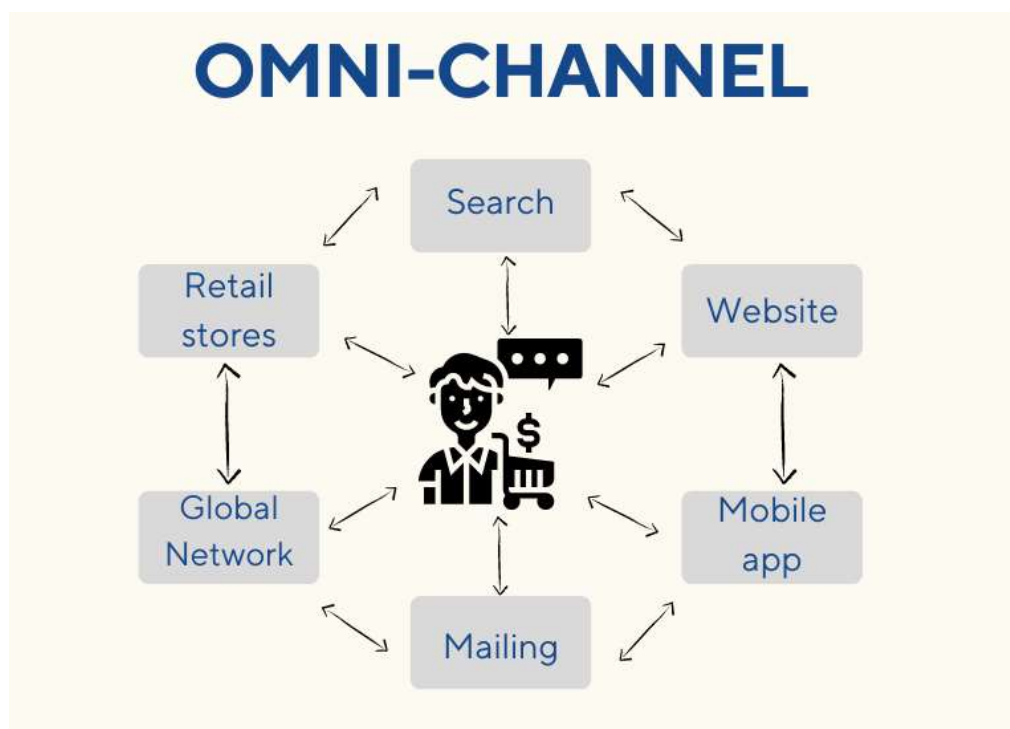 OMNI-CHANNEL
Search
Retail
stores
Website
$
Global
Network
Mobile
app
Mailing